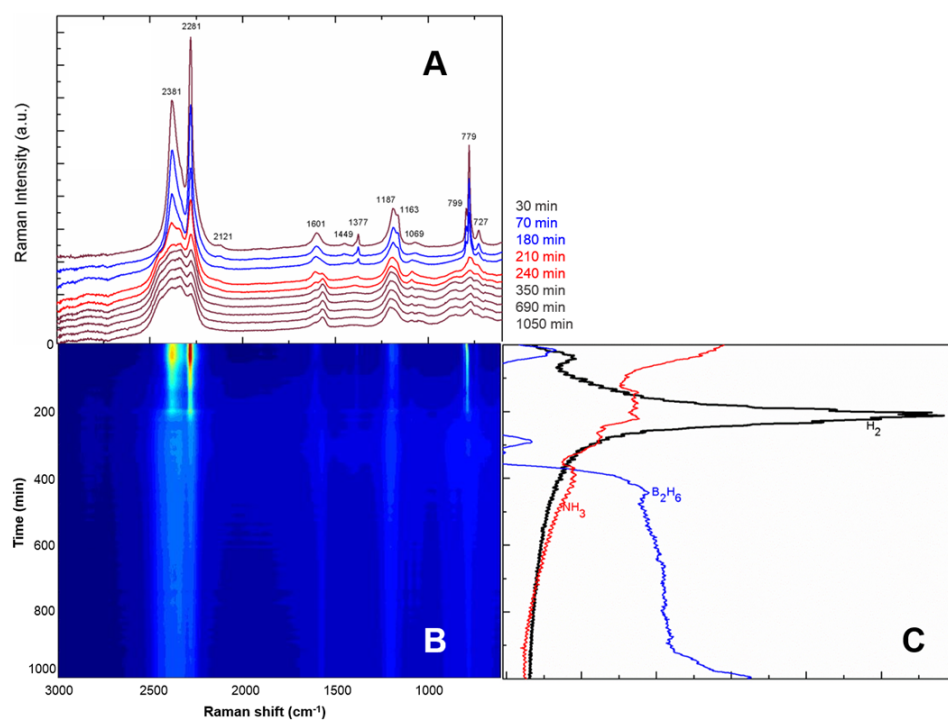 A
2281
2381
779
1187
799
1163
1601
1377
727
1449
1069
2121
Raman Intensity (a.u.)
30 min
70 min
180 min
210 min
240 min
350 min
690 min
1050 min
0
200
400
600
800
1000
Time (min)
B
3000
2500
2000
1500
1000
Raman shift (cm⁻¹)
H₂
B₂H₆
NH₃
C